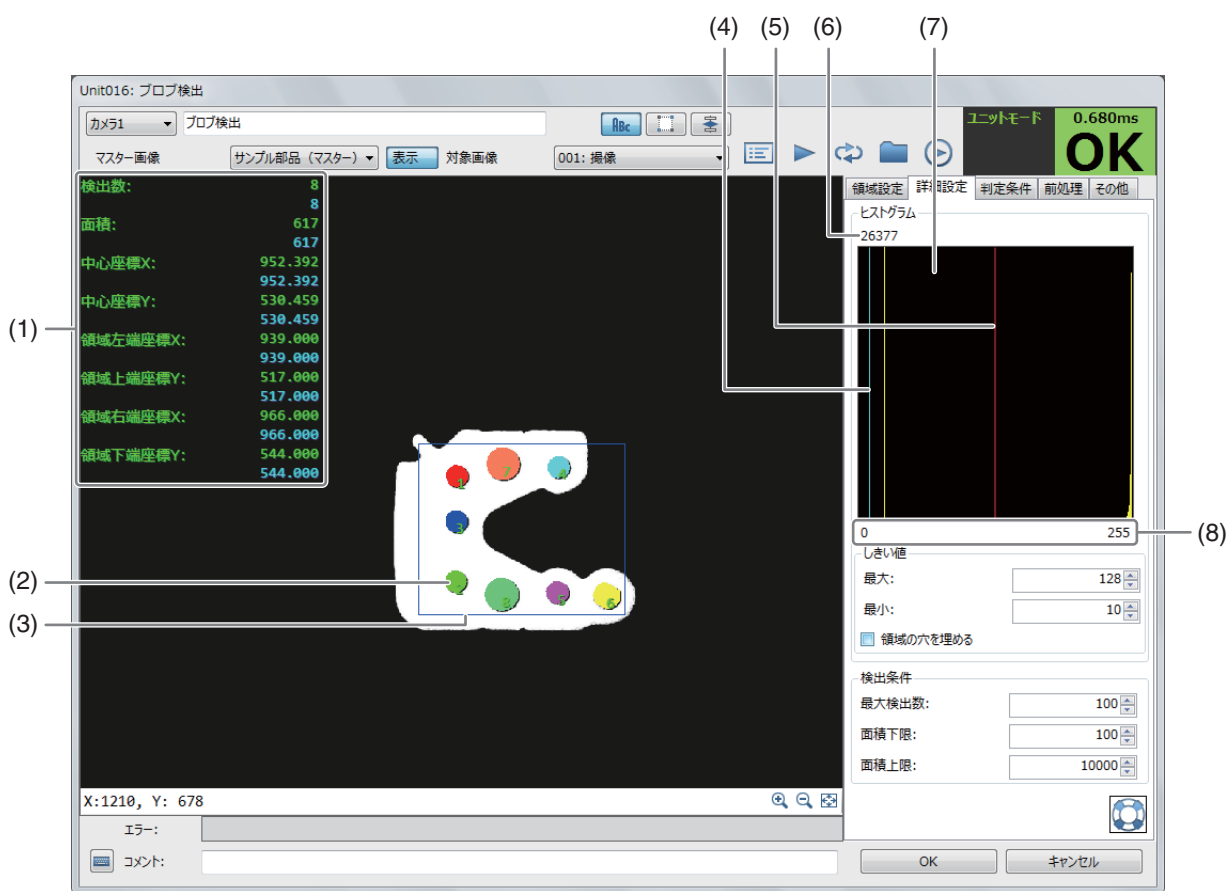 (4) (5) (6) (7)
Unit016: ブロブ検出
カメラ1 ブロブ検出 ABC
ユニットモード 0.680ms
OK
マスター画像 サンプル部品 (マスター) 表示 対象画像 001: 撮像
領域設定 詳細設定 判定条件 前処理 その他
検出数: 8
8
面積: 617
617
中心座標X: 952.392
952.392
中心座標Y: 530.459
530.459
領域左端座標X: 939.000
939.000
領域上端座標Y: 517.000
517.000
領域右端座標X: 966.000
966.000
領域下端座標Y: 544.000
544.000
(1)
(2)
(3)
1
7
4
3
2
8
5
6
ヒストグラム
26377
0 255
(8)
しきい値
最大: 128
最小: 10
領域の穴を埋める
検出条件
最大検出数: 100
面積下限: 100
面積上限: 10000
X:1210, Y: 678
エラー:
コメント:
OK キャンセル